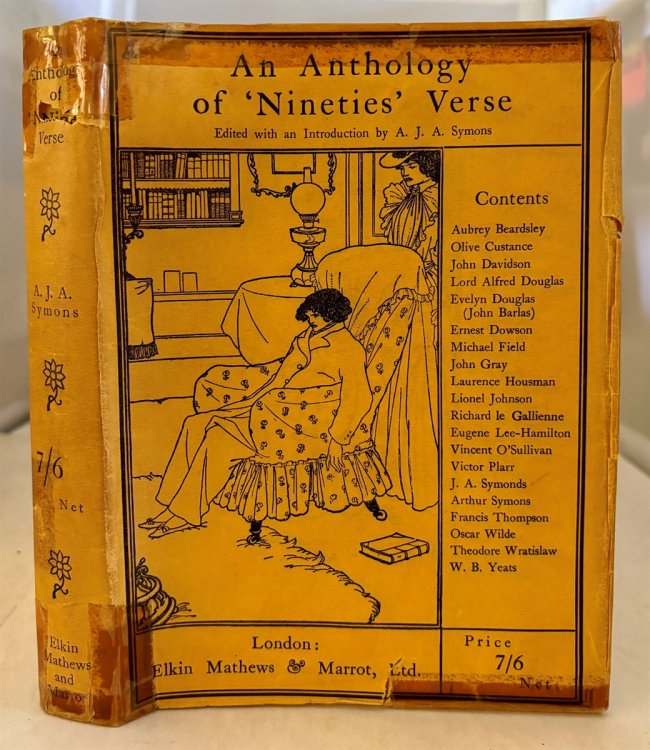 An
Anthology
of
'Nine
Verse
A. J. A.
Symons
7/6
Net
Elkin
Mathews
and
Marro
An Anthology
of 'Nineties' Verse
Edited with an Introduction by A. J. A. Symons
Contents
Aubrey Beardsley
Olive Custance
John Davidson
Lord Alfred Douglas
Evelyn Douglas
(John Barlas)
Ernest Dowson
Michael Field
John Gray
Laurence Housman
Lionel Johnson
Richard le Gallienne
Eugene Lee-Hamilton
Vincent O'Sullivan
Victor Plarr
J. A. Symonds
Arthur Symons
Francis Thompson
Oscar Wilde
Theodore Wratislaw
W. B. Yeats
London:
Elkin Mathews & Marrot, Ltd.
Price
7/6
Net